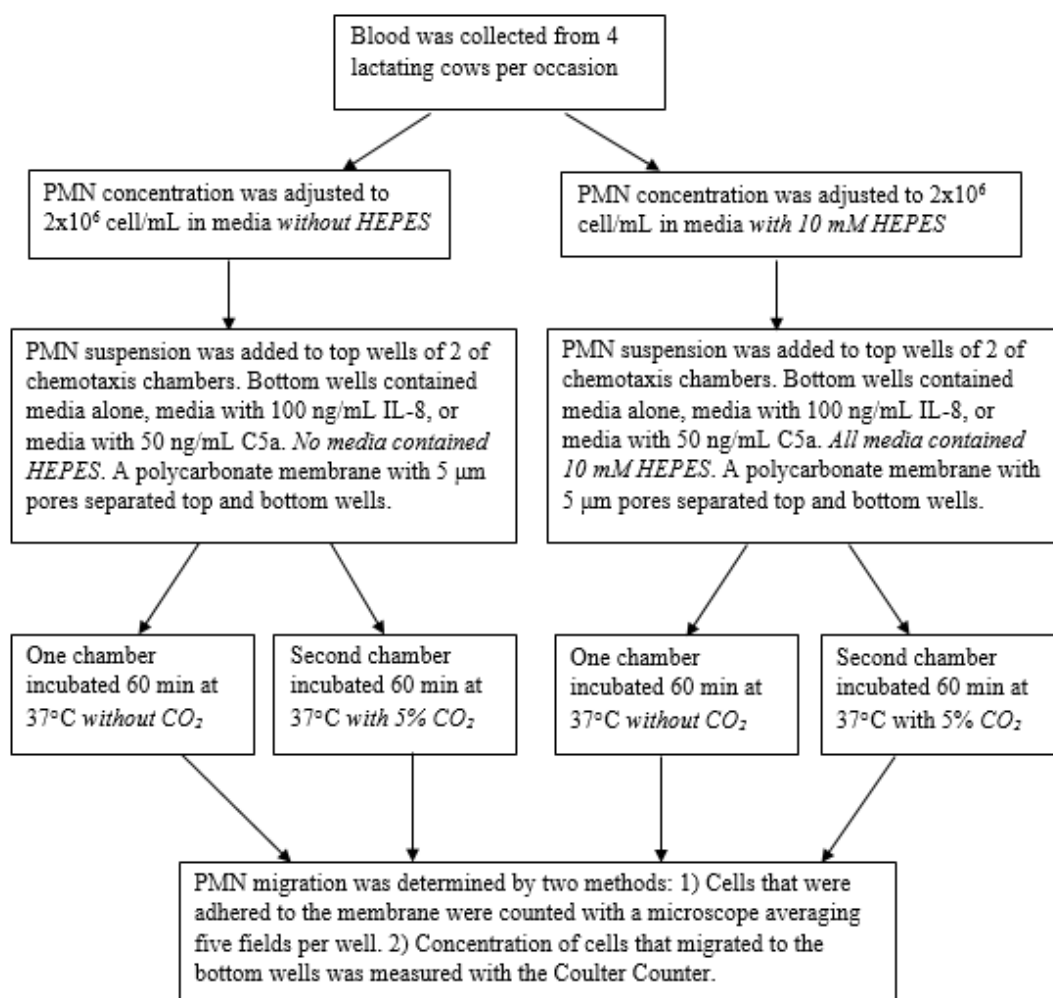 Blood was collected from 4
lactating cows per occasion
PMN concentration was adjusted to
2x10⁶ cell/mL in media without HEPES
PMN concentration was adjusted to 2x10⁶
cell/mL in media with 10 mM HEPES
PMN suspension was added to top wells of 2 of
chemotaxis chambers. Bottom wells contained
media alone, media with 100 ng/mL IL-8, or
media with 50 ng/mL C5a. No media contained
HEPES. A polycarbonate membrane with 5 μm
pores separated top and bottom wells.
PMN suspension was added to top wells of 2 of
chemotaxis chambers. Bottom wells contained
media alone, media with 100 ng/mL IL-8, or
media with 50 ng/mL C5a. All media contained
10 mM HEPES. A polycarbonate membrane with
5 μm pores separated top and bottom wells.
One chamber
incubated 60 min at
37°C without CO₂
Second chamber
incubated 60 min at
37°C with 5% CO₂
One chamber
incubated 60 min at
37°C without CO₂
Second chamber
incubated 60 min at
37°C with 5% CO₂
PMN migration was determined by two methods: 1) Cells that were
adhered to the membrane were counted with a microscope averaging
five fields per well. 2) Concentration of cells that migrated to the
bottom wells was measured with the Coulter Counter.